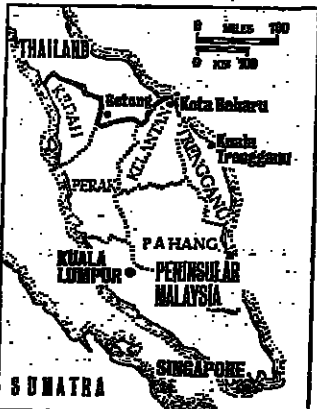 0 MILES 100
THAILAND
0 KM 100
KEDAH
Betong
Kota Baharu
KELANTAN
TRENGGANU
Kuala
Trengganu
PERAK
PAHANG
KUALA
LUMPUR
PENINSULAR
MALAYSIA
SINGAPORE
SUMATRA